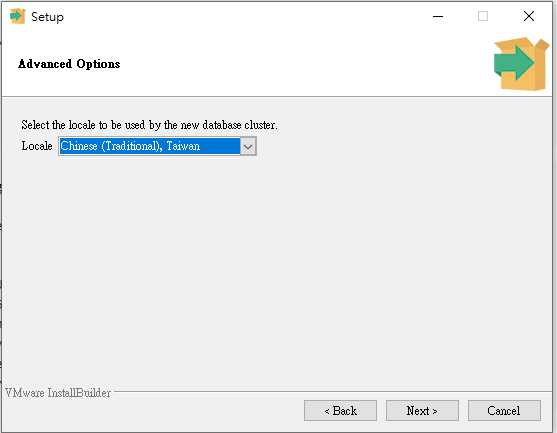 Setup
Advanced Options
Select the locale to be used by the new database cluster.
Locale Chinese (Traditional), Taiwan
VMware InstallBuilder
< Back Next > Cancel